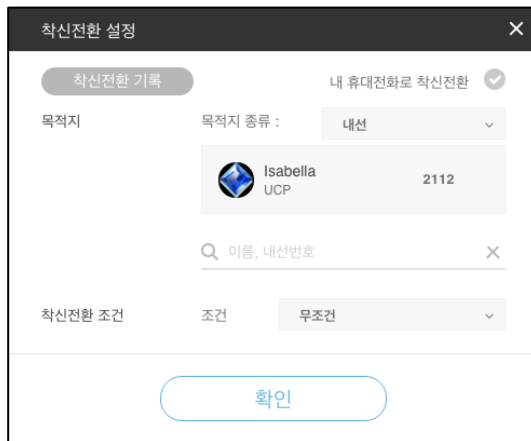 착신전환 설정
착신전환 기록 내 휴대전화로 착신전환
목적지 목적지 종류 : 내선
Isabella 2112
UCP
이름, 내선번호
착신전환 조건 조건 무조건
확인